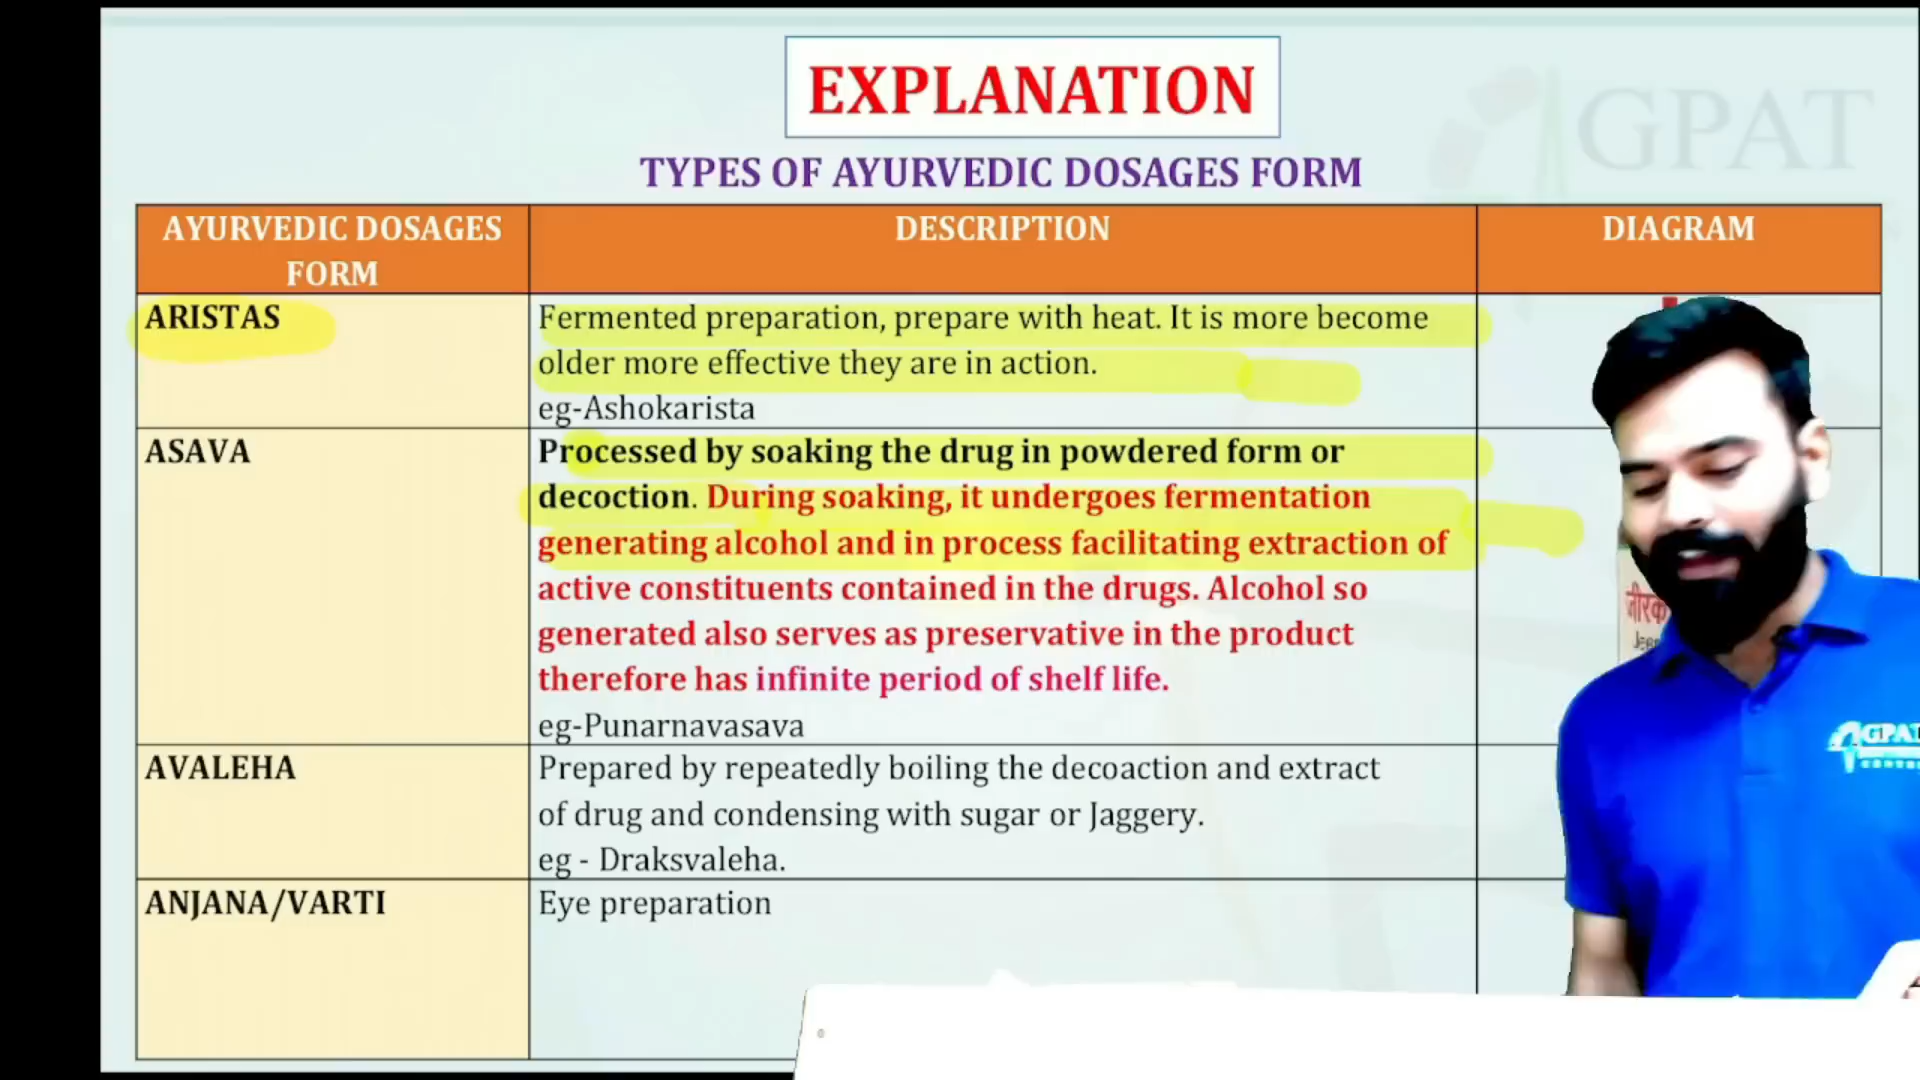 EXPLANATION
GPAT
TYPES OF AYURVEDIC DOSAGES FORM
AYURVEDIC DOSAGES
FORM
DESCRIPTION
DIAGRAM
ARISTAS
Fermented preparation, prepare with heat. It is more become
older more effective they are in action.
eg-Ashokarista
ASAVA
Processed by soaking the drug in powdered form or
decoction. During soaking, it undergoes fermentation
generating alcohol and in process facilitating extraction of
active constituents contained in the drugs. Alcohol so
generated also serves as preservative in the product
therefore has infinite period of shelf life.
eg-Punarnavasava
जीरक
AVALEHA
Prepared by repeatedly boiling the decoaction and extract
of drug and condensing with sugar or Jaggery.
eg - Draksvaleha.
ANJANA/VARTI
Eye preparation
GPAT